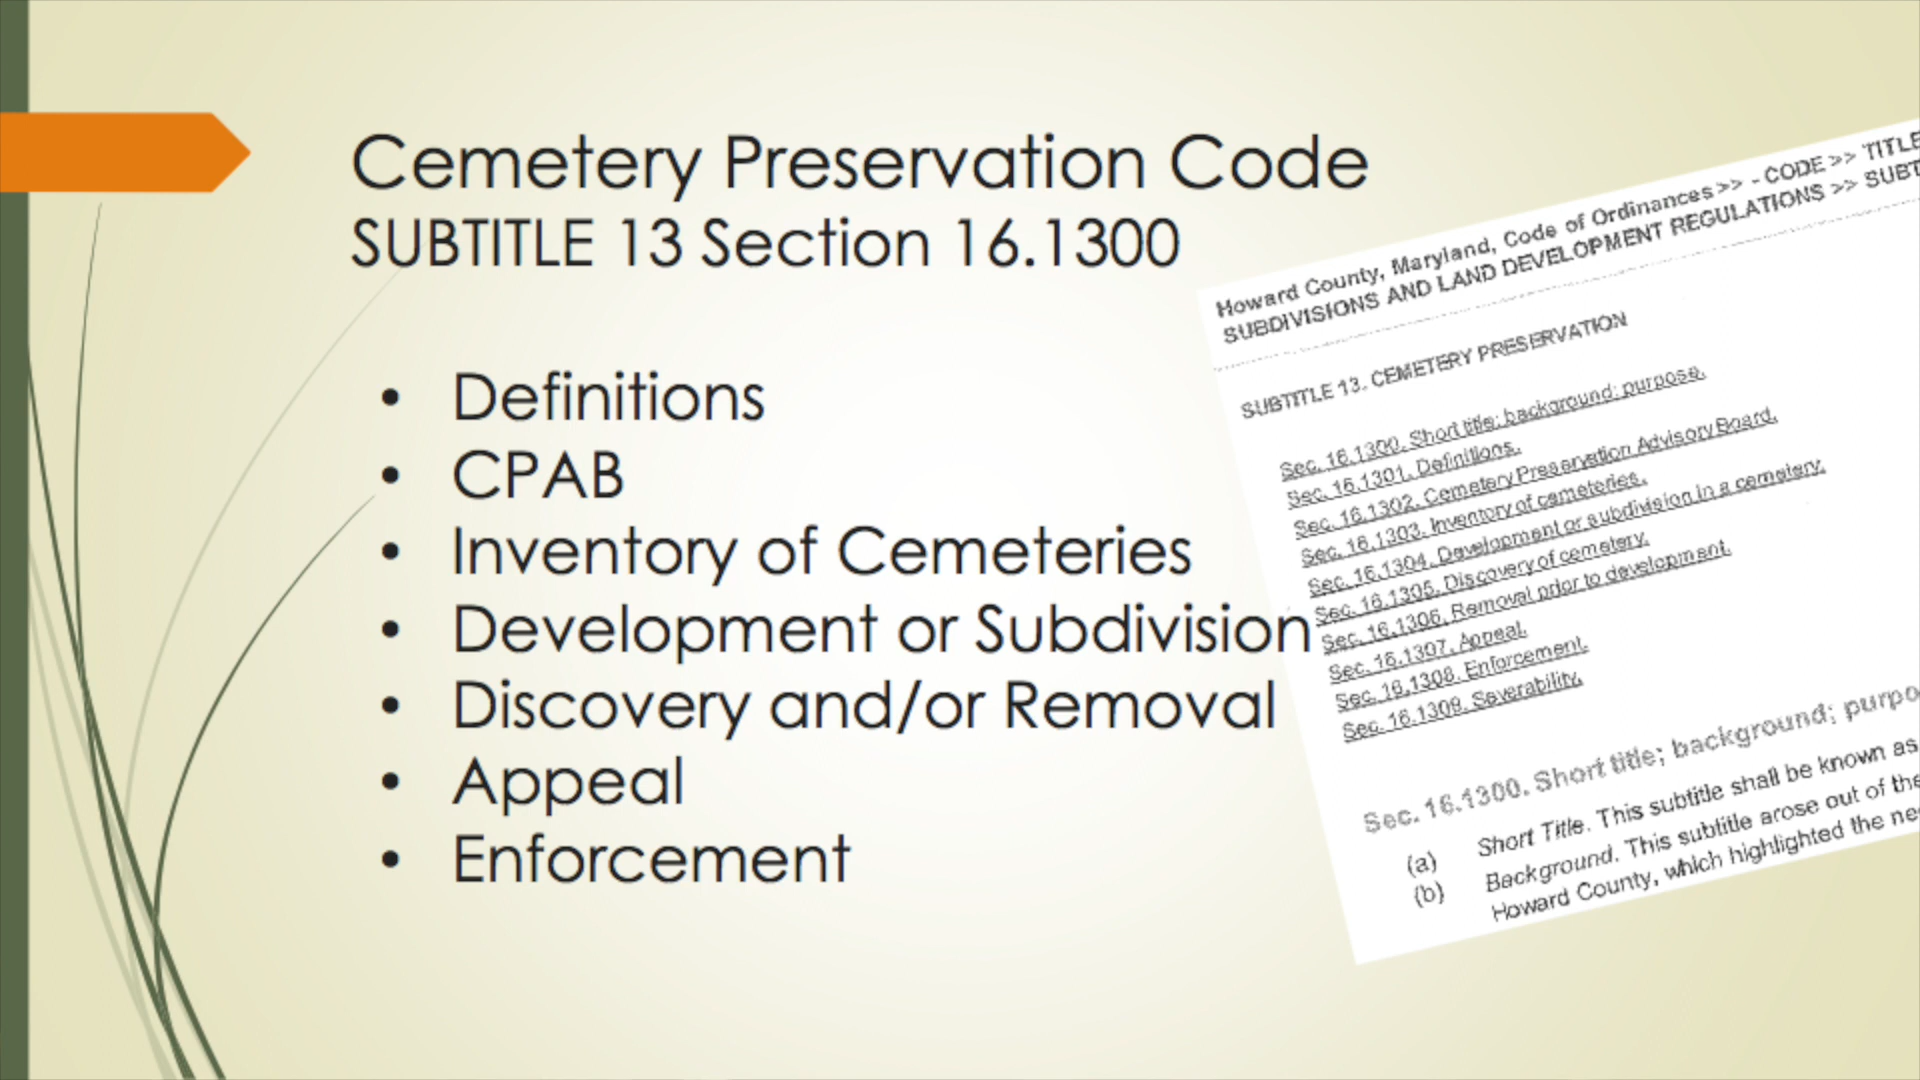 Cemetery Preservation Code
SUBTITLE 13 Section 16.1300
• Definitions
• CPAB
• Inventory of Cemeteries
• Development or Subdivision
• Discovery and/or Removal
• Appeal
• Enforcement
Howard County, Maryland, Code of Ordinances >> - CODE >> TITLE
SUBDIVISIONS AND LAND DEVELOPMENT REGULATIONS >> SUBT
SUBTITLE 13. CEMETERY PRESERVATION
Sec. 16.1300. Short title; background; purpose.
Sec. 16.1301. Definitions.
Sec. 16.1302. Cemetery Preservation Advisory Board.
Sec. 16.1303. Inventory of cemeteries.
Sec. 16.1304. Development or subdivision in a cemetery.
Sec. 16.1305. Discovery of cemetery.
Sec. 16.1306. Removal prior to development.
Sec. 16.1307. Appeal.
Sec. 16.1308. Enforcement.
Sec. 16.1309. Severability.
Sec. 16.1300. Short title; background; purpo
(a) Short Title. This subtitle shall be known as
(b) Background. This subtitle arose out of the
Howard County, which highlighted the ne